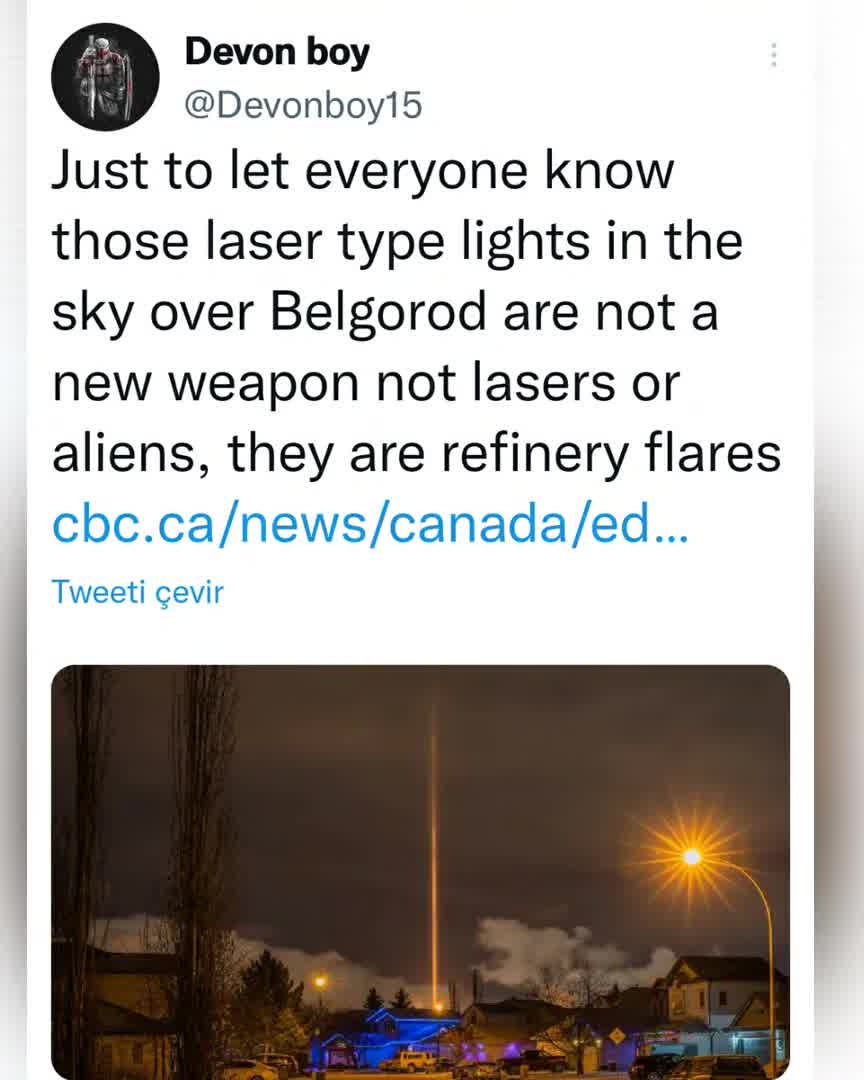 Devon boy
@Devonboy15
Just to let everyone know
those laser type lights in the
sky over Belgorod are not a
new weapon not lasers or
aliens, they are refinery flares
cbc.ca/news/canada/ed...
Tweeti çevir